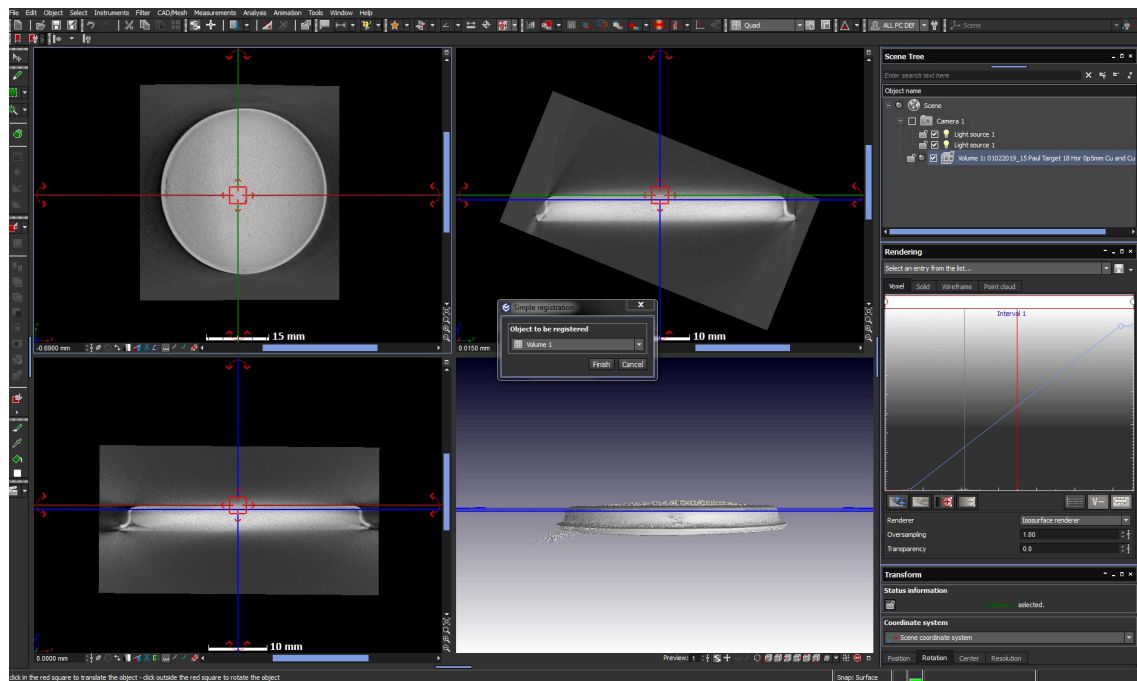 File Edit Object Select Instruments Filter CAD/Mesh Measurements Analysis Animation Tools Window Help
Quad
ALL PC DEF
Scene
Scene Tree
Enter search text here
Object name
Scene
Camera 1
Light source 1
Light source 1
Volume 1: 01022019_15 Paul Target 18 Hor 0p5mm Cu and Cu
15 mm
-0.6900 mm
10 mm
0.0150 mm
Simple registration
Object to be registered
Volume 1
Finish Cancel
Rendering
Select an entry from the list...
Voxel Solid Wireframe Point cloud
Interval 1
Renderer Isosurface renderer
Oversampling 1.00
Transparency 0.0
10 mm
0.0000 mm
Preview: 1
Transform
Status information
selected.
Coordinate system
Scene coordinate system
Position Rotation Center Resolution
click in the red square to translate the object - click outside the red square to rotate the object
Snap: Surface